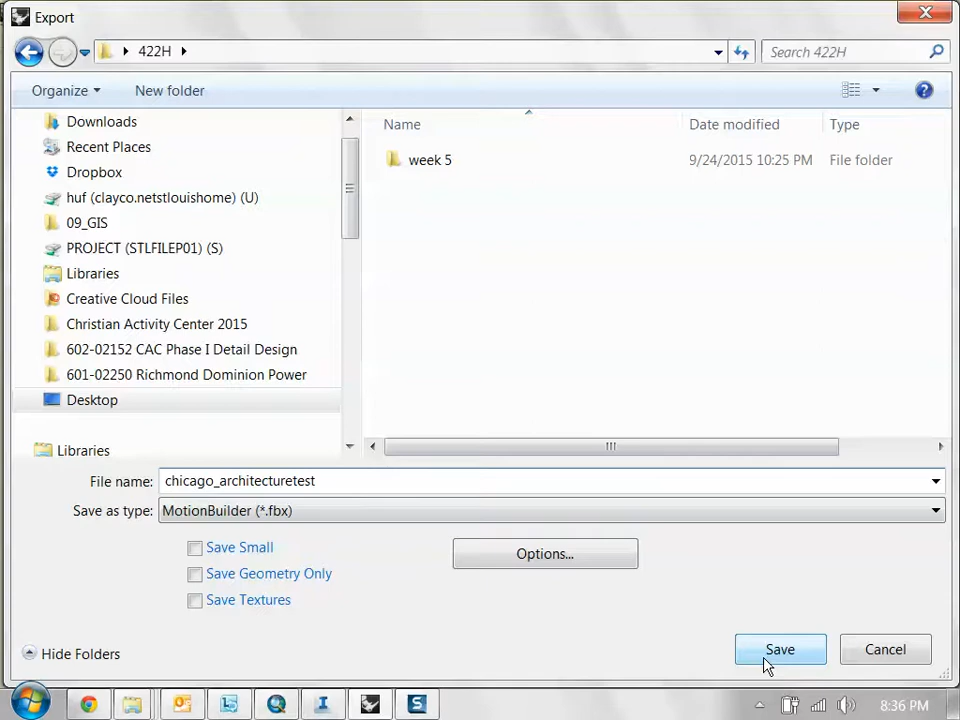 Export
422H
Search 422H
Organize
New folder
Name
Date modified
Type
Downloads
Recent Places
week 5
9/24/2015 10:25 PM
File folder
Dropbox
huf (clayco.netstlouishome) (U)
09_GIS
PROJECT (STLFILEP01) (S)
Libraries
Creative Cloud Files
Christian Activity Center 2015
602-02152 CAC Phase I Detail Design
601-02250 Richmond Dominion Power
Desktop
Libraries
File name: chicago_architecturetest
Save as type: MotionBuilder (*.fbx)
Save Small
Options...
Save Geometry Only
Save Textures
Hide Folders
Save
Cancel
8:36 PM